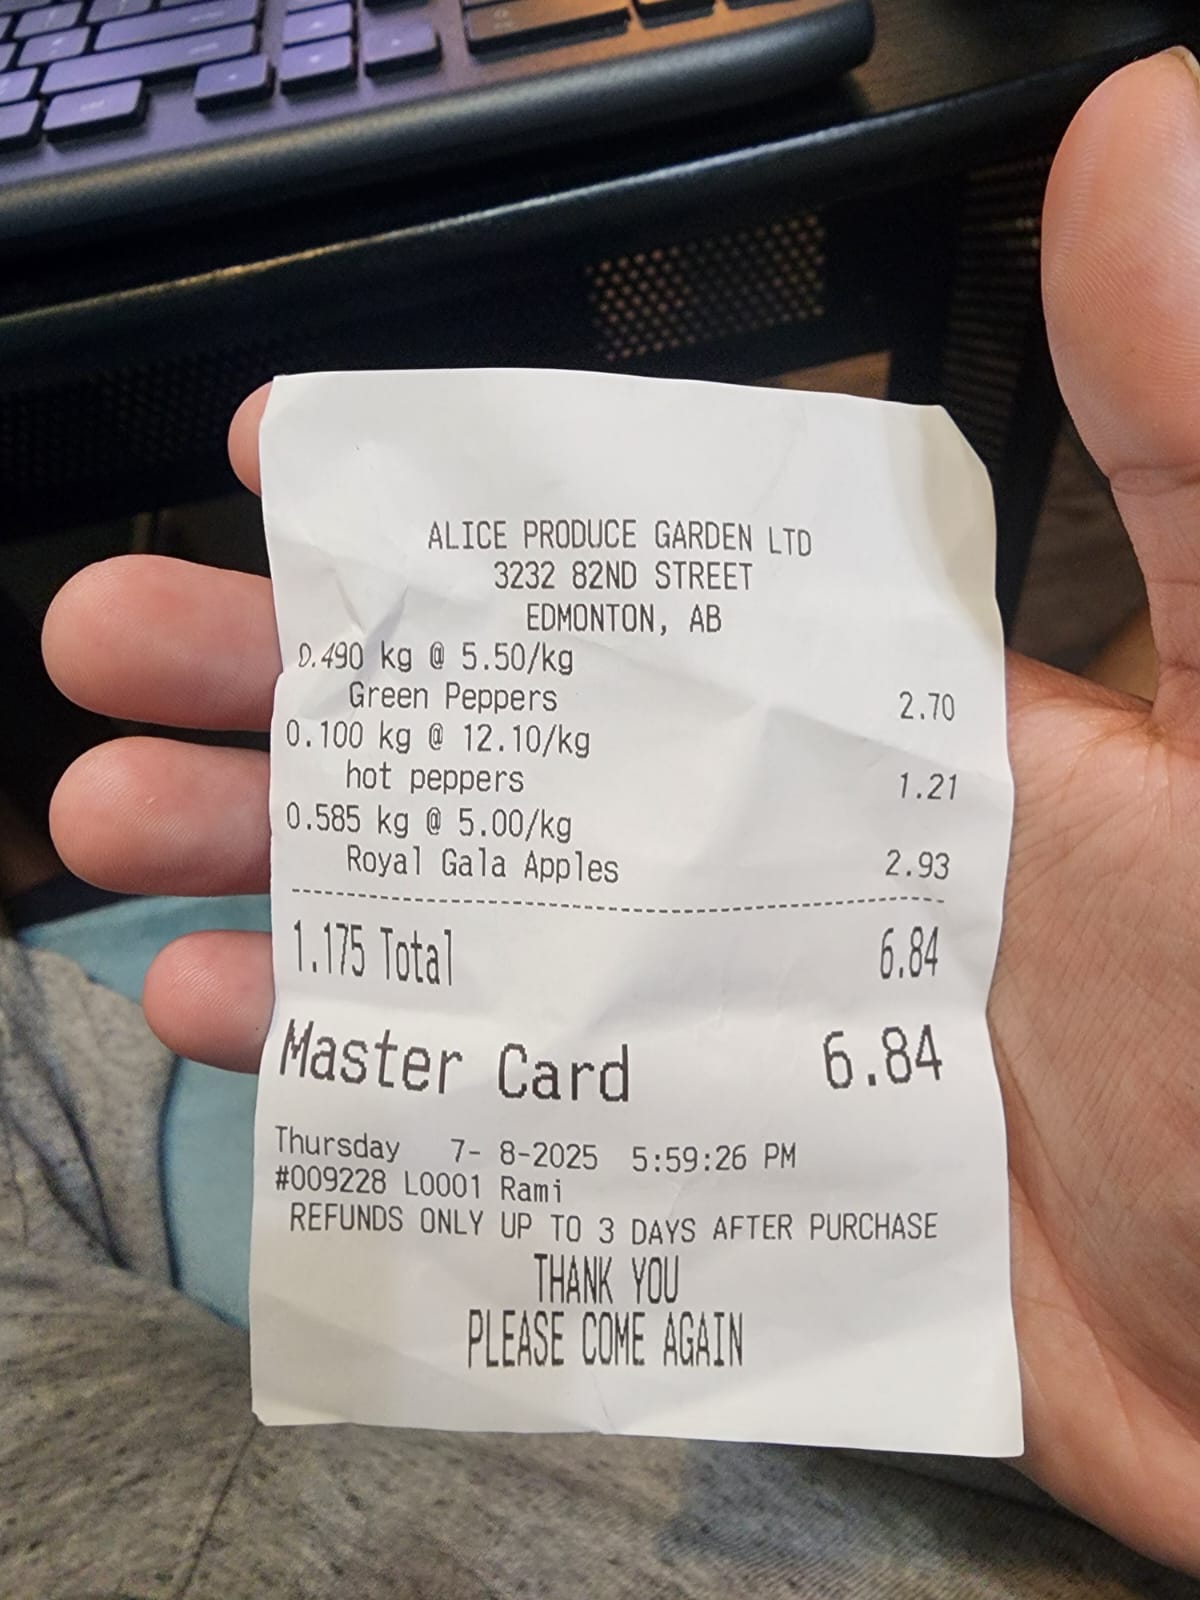 ALICE PRODUCE GARDEN LTD
3232 82ND STREET
EDMONTON, AB
0.490 kg @ 5.50/kg
Green Peppers 2.70
0.100 kg @ 12.10/kg
hot peppers 1.21
0.585 kg @ 5.00/kg
Royal Gala Apples 2.93
1.175 Total 6.84
Master Card 6.84
Thursday 7- 8-2025 5:59:26 PM
#009228 L0001 Rami
REFUNDS ONLY UP TO 3 DAYS AFTER PURCHASE
THANK YOU
PLEASE COME AGAIN